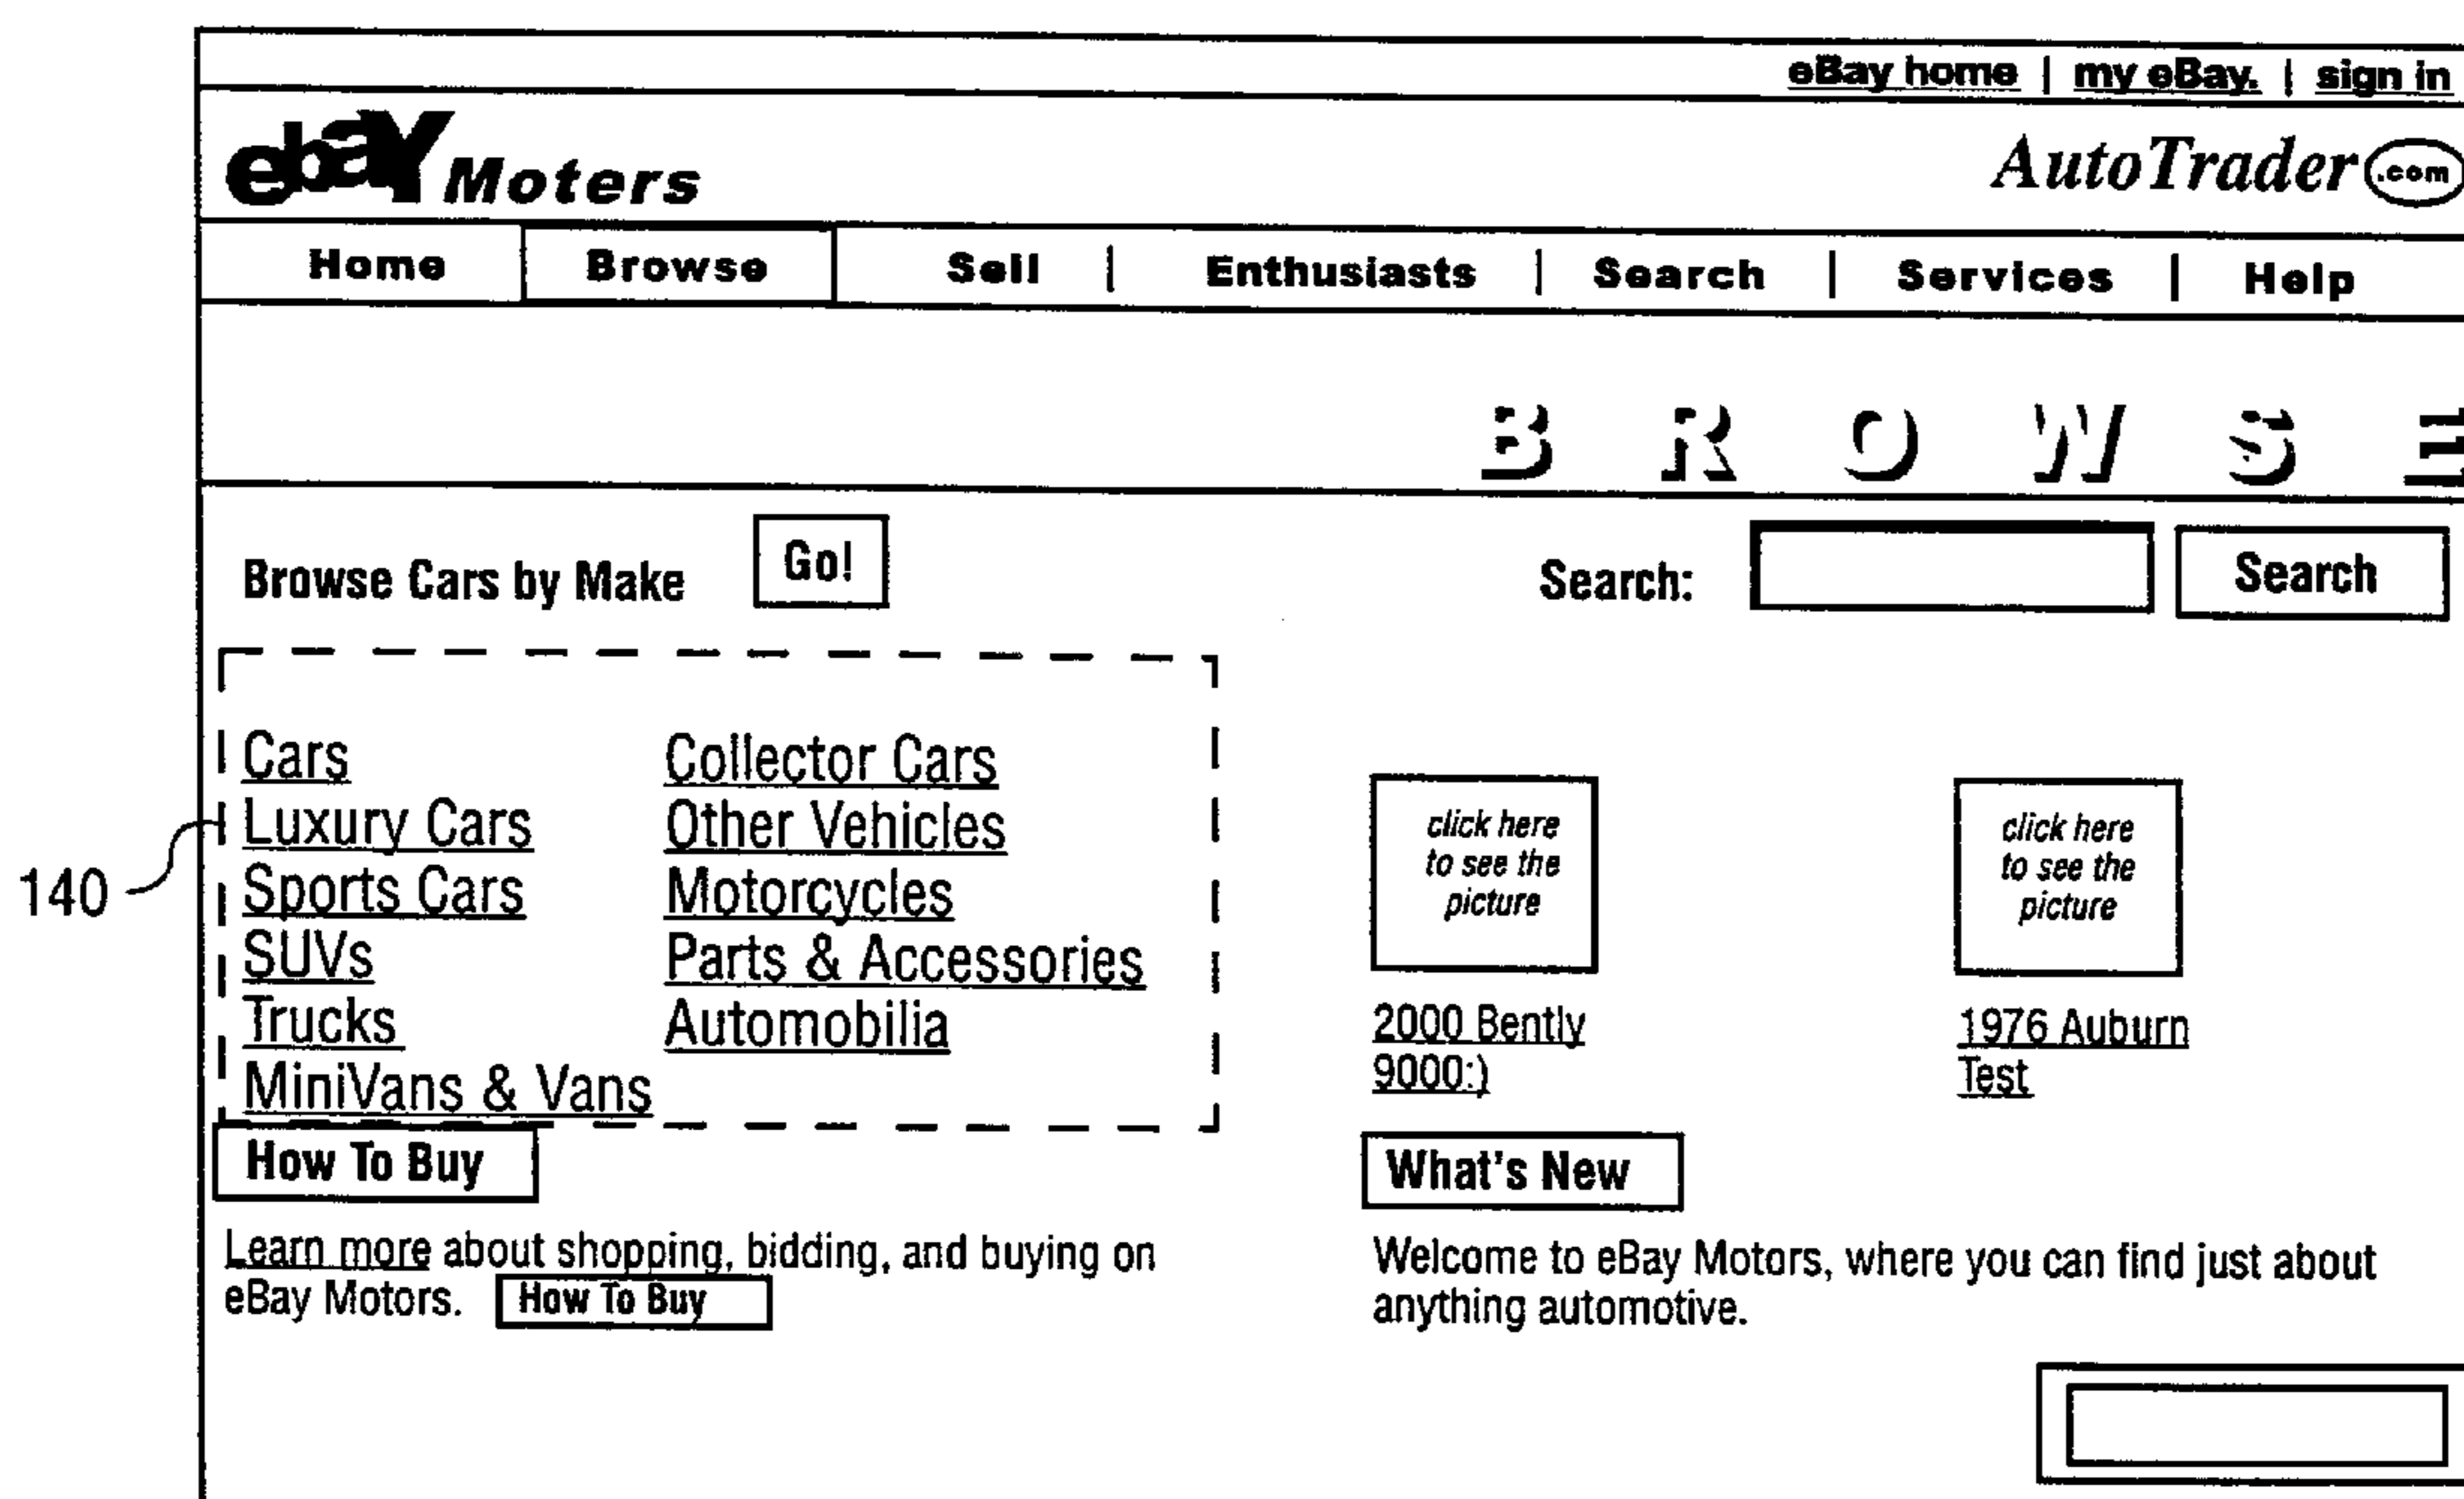 eBay home | my eBay. | sign in
ebaY Moters
AutoTrader .com
Home Browse Sell | Enthusiasts | Search | Services | Help
B R O W S E
Browse Cars by Make Go! Search: Search
Cars Collector Cars
Luxury Cars Other Vehicles
140
Sports Cars Motorcycles
SUVs Parts & Accessories
Trucks Automobilia
MiniVans & Vans
click here
to see the
picture
2000 Bently
9000:)
click here
to see the
picture
1976 Auburn
Test
How To Buy
Learn more about shopping, bidding, and buying on
eBay Motors. How To Buy
What's New
Welcome to eBay Motors, where you can find just about
anything automotive.